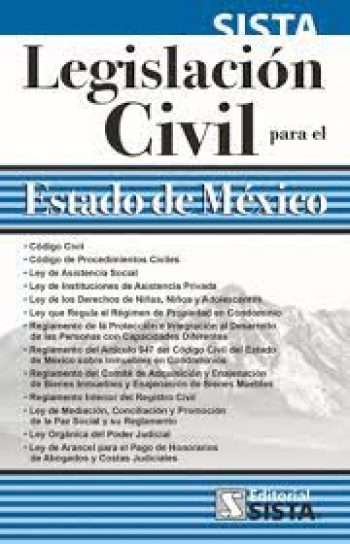 SISTA
Legislación
Civil para el
Estado de México
• Código Civil
• Código de Procedimientos Civiles
• Ley de Asistencia Social
• Ley de Instituciones de Asistencia Privada
• Ley de los Derechos de Niñas, Niños y Adolescentes
• Ley que Regula el Régimen de Propiedad en Condominio
• Reglamento de la Protección e Integración al Desarrollo
de las Personas con Capacidades Diferentes
• Reglamento del Artículo 947 del Código Civil del Estado
de México sobre Inmuebles en Condominios
• Reglamento del Comité de Adquisición y Enajenación
de Bienes Inmuebles y Enajenación de Bienes Muebles
• Reglamento Interior del Registro Civil
• Ley de Mediación, Conciliación y Promoción
de la Paz Social y su Reglamento
• Ley Orgánica del Poder Judicial
• Ley de Arancel para el Pago de Honorarios
de Abogados y Costas Judiciales
Editorial
SISTA